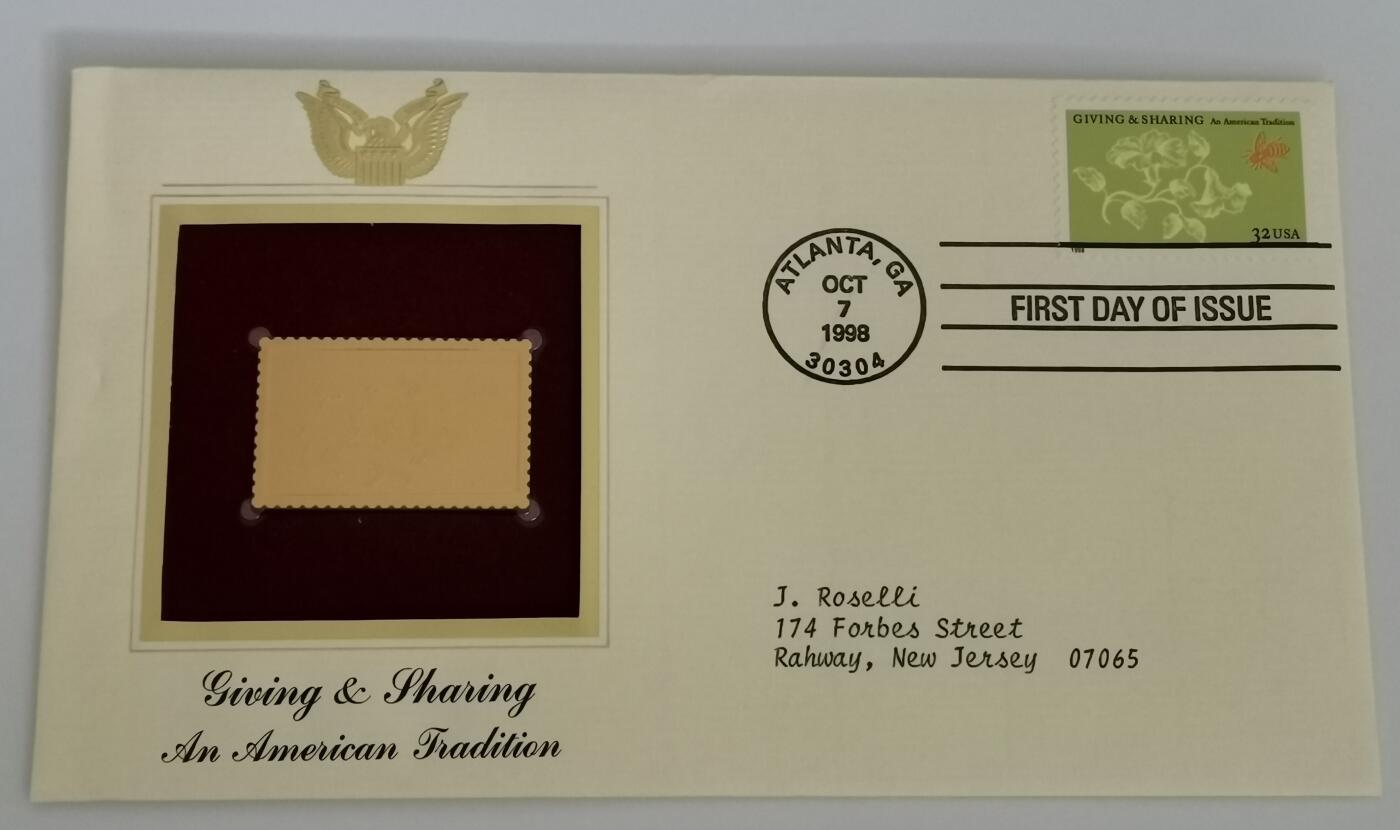 GIVING & SHARING An American Tradition
32 USA
1998
ATLANTA, GA
OCT
7
1998
30304
FIRST DAY OF ISSUE
J. Roselli
174 Forbes Street
Rahway, New Jersey 07065
Giving & Sharing
An American Tradition